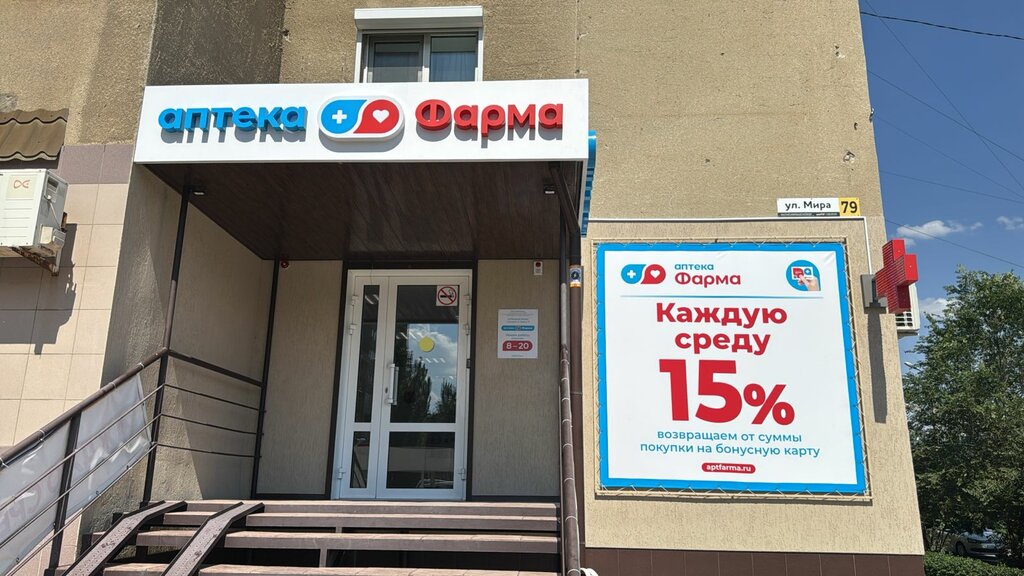 аптека Фарма
ул. Мира 79
аптека
Фарма
Каждую
среду
15%
возвращаем от суммы
покупки на бонусную карту
aptfarma.ru
8–20